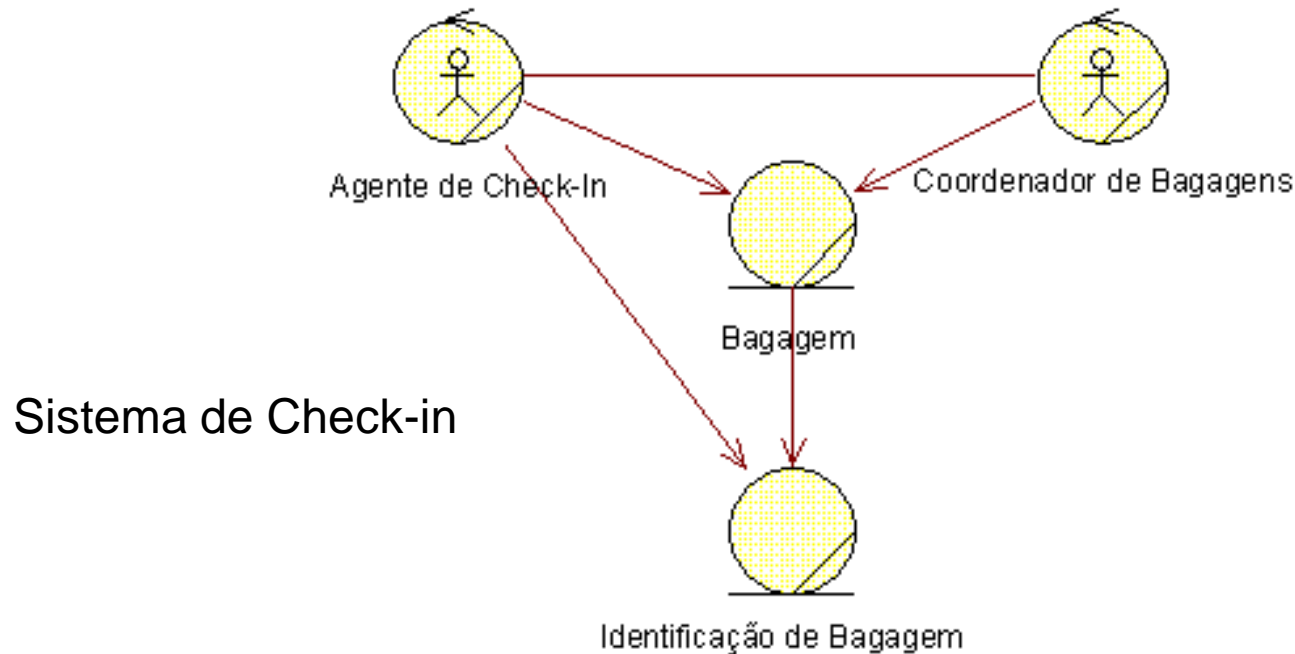 Agente de Check-In
Coordenador de Bagagens
Bagagem
Sistema de Check-in
Identificação de Bagagem